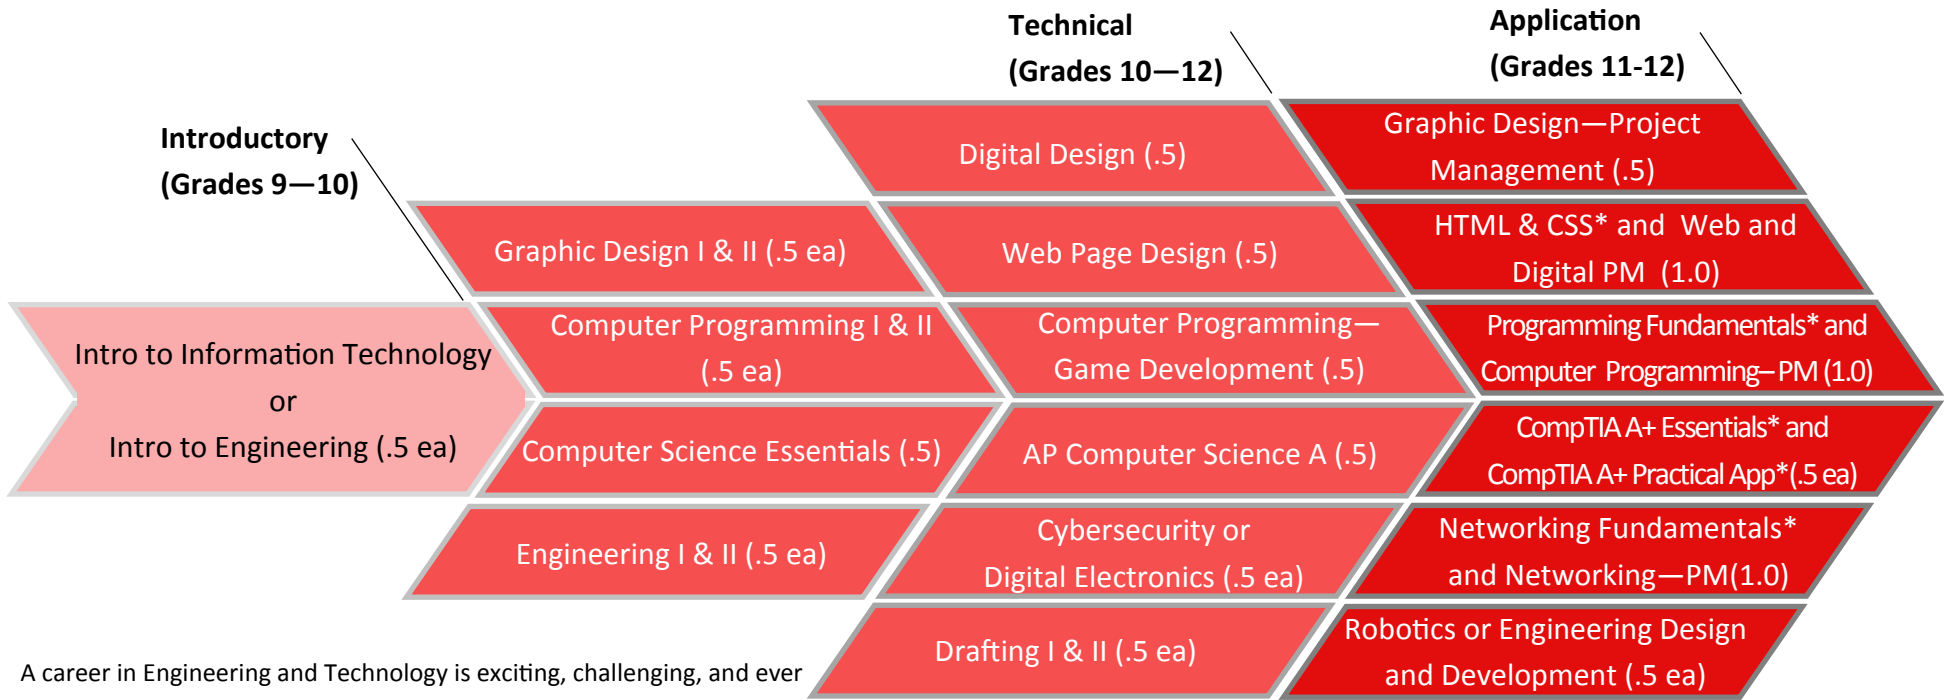 Introductory
(Grades 9—10)
Technical
(Grades 10—12)
Application
(Grades 11-12)
Intro to Information Technology
or
Intro to Engineering (.5 ea)
Graphic Design I & II (.5 ea)
Computer Programming I & II
(.5 ea)
Computer Science Essentials (.5)
Engineering I & II (.5 ea)
Digital Design (.5)
Web Page Design (.5)
Computer Programming—
Game Development (.5)
AP Computer Science A (.5)
Cybersecurity or
Digital Electronics (.5 ea)
Drafting I & II (.5 ea)
Graphic Design—Project
Management (.5)
HTML & CSS* and Web and
Digital PM (1.0)
Programming Fundamentals* and
Computer Programming–PM (1.0)
CompTIA A+ Essentials* and
CompTIA A+ Practical App*(.5 ea)
Networking Fundamentals*
and Networking—PM(1.0)
Robotics or Engineering Design
and Development (.5 ea)
A career in Engineering and Technology is exciting, challenging, and ever